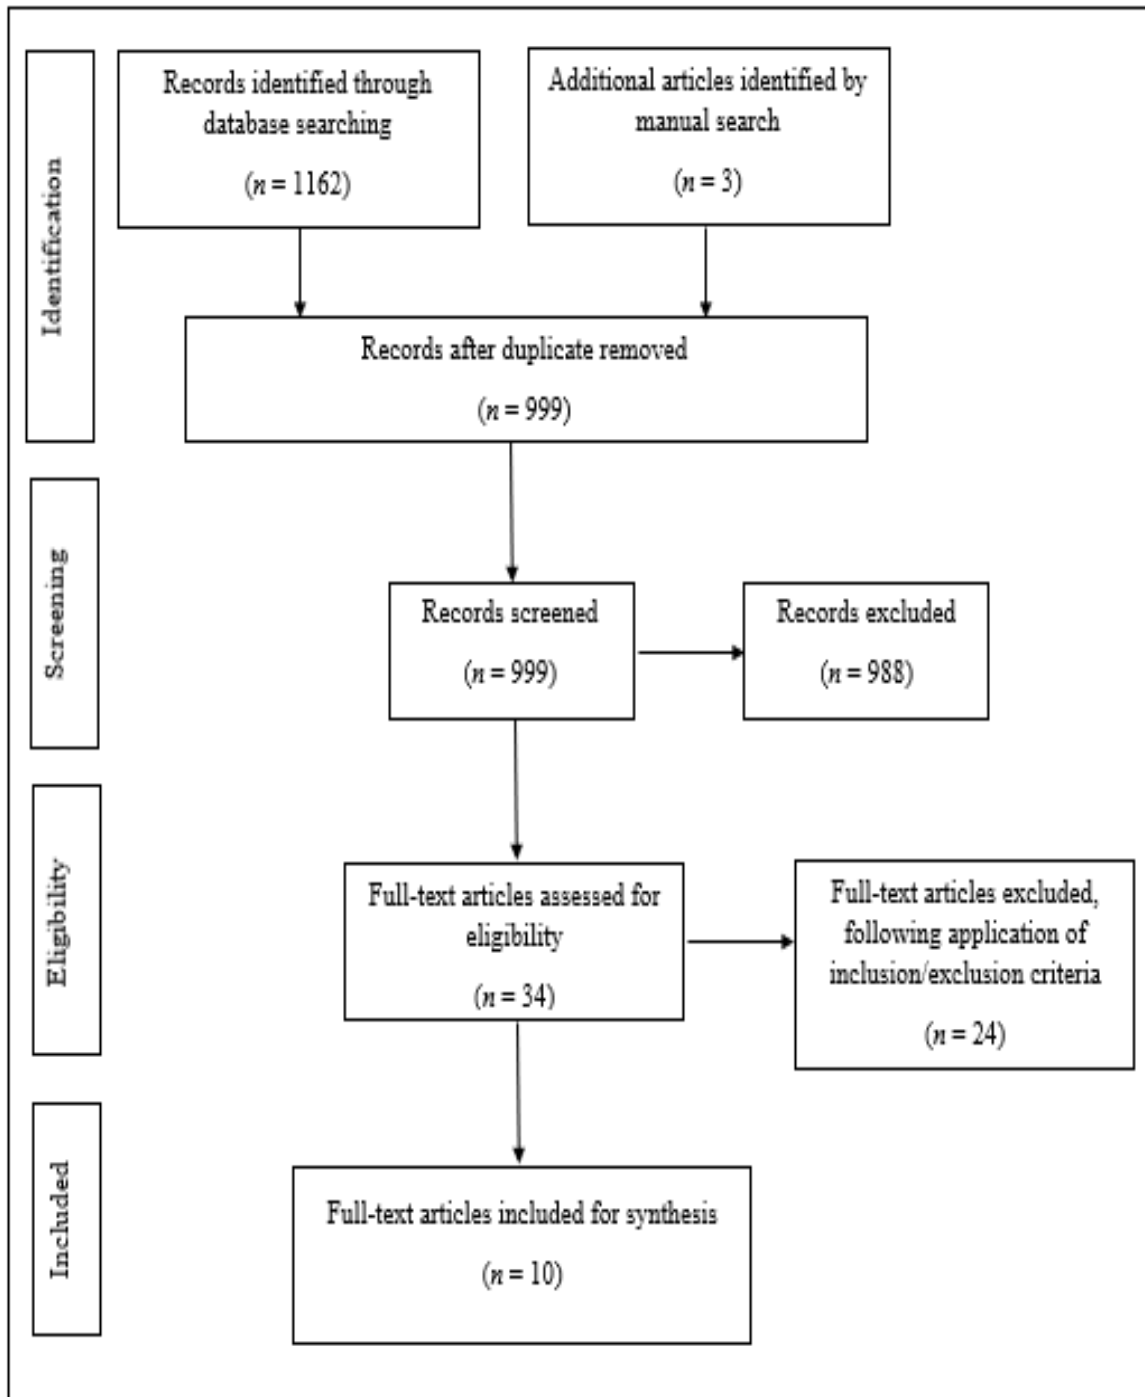 Identification
Records identified through
database searching
(n = 1162)
Additional articles identified by
manual search
(n = 3)
Records after duplicate removed
(n = 999)
Screening
Records screened
(n = 999)
Records excluded
(n = 988)
Eligibility
Full-text articles assessed for
eligibility
(n = 34)
Full-text articles excluded,
following application of
inclusion/exclusion criteria
(n = 24)
Included
Full-text articles included for synthesis
(n = 10)